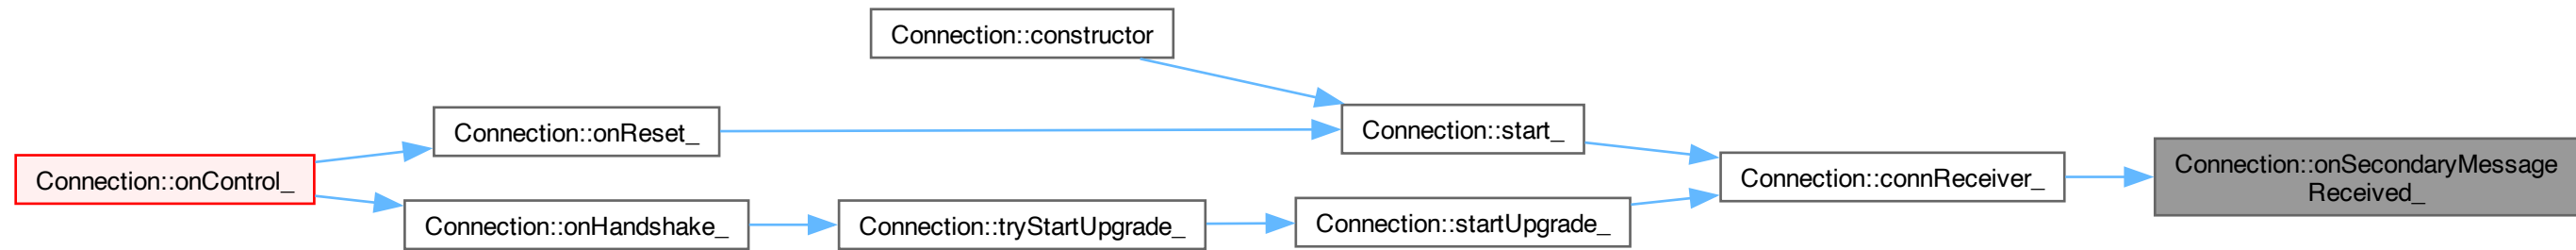 Connection::constructor
Connection::onReset_
Connection::start_
Connection::onSecondaryMessage
Received_
Connection::onControl_
Connection::connReceiver_
Connection::onHandshake_
Connection::tryStartUpgrade_
Connection::startUpgrade_